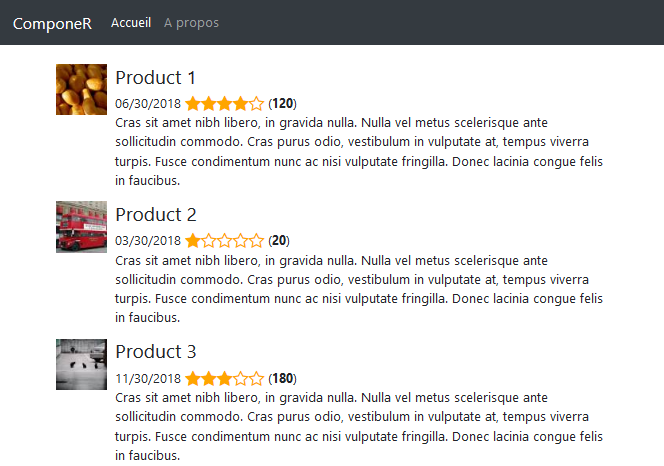 ComponeR Accueil A propos
Product 1
06/30/2018 (120)
Cras sit amet nibh libero, in gravida nulla. Nulla vel metus scelerisque ante
sollicitudin commodo. Cras purus odio, vestibulum in vulputate at, tempus viverra
turpis. Fusce condimentum nunc ac nisi vulputate fringilla. Donec lacinia congue felis
in faucibus.
Product 2
03/30/2018 (20)
Cras sit amet nibh libero, in gravida nulla. Nulla vel metus scelerisque ante
sollicitudin commodo. Cras purus odio, vestibulum in vulputate at, tempus viverra
turpis. Fusce condimentum nunc ac nisi vulputate fringilla. Donec lacinia congue felis
in faucibus.
Product 3
11/30/2018 (180)
Cras sit amet nibh libero, in gravida nulla. Nulla vel metus scelerisque ante
sollicitudin commodo. Cras purus odio, vestibulum in vulputate at, tempus viverra
turpis. Fusce condimentum nunc ac nisi vulputate fringilla. Donec lacinia congue felis
in faucibus.